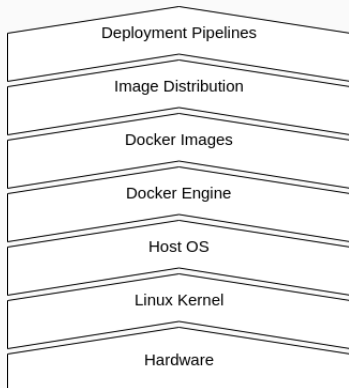 Deployment Pipelines
Image Distribution
Docker Images
Docker Engine
Host OS
Linux Kernel
Hardware